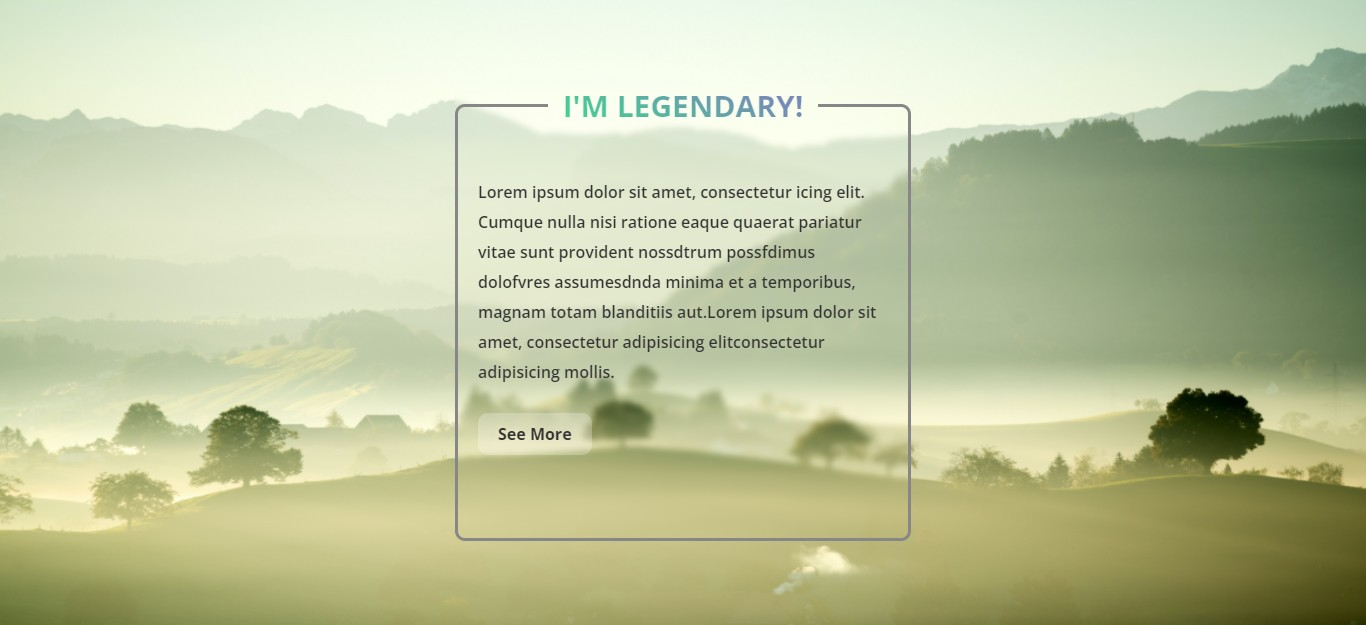 I'M LEGENDARY!
Lorem ipsum dolor sit amet, consectetur icing elit.
Cumque nulla nisi ratione eaque quaerat pariatur
vitae sunt provident nossdtrum possfdimus
dolofvres assumesdnda minima et a temporibus,
magnam totam blanditiis aut.Lorem ipsum dolor sit
amet, consectetur adipisicing elitconsectetur
adipisicing mollis.
See More